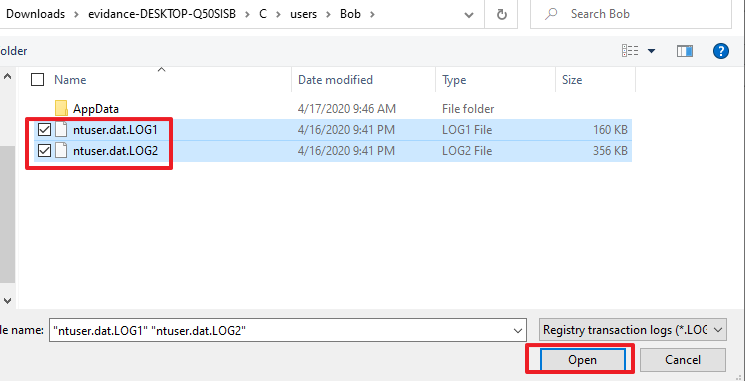 Downloads > evidance-DESKTOP-Q50SISB > C > users > Bob >
Search Bob
older
Name Date modified Type Size
AppData 4/17/2020 9:46 AM File folder
ntuser.dat.LOG1 4/16/2020 9:41 PM LOG1 File 160 KB
ntuser.dat.LOG2 4/16/2020 9:41 PM LOG2 File 356 KB
le name: "ntuser.dat.LOG1" "ntuser.dat.LOG2" Registry transaction logs (*.LOG
Open Cancel